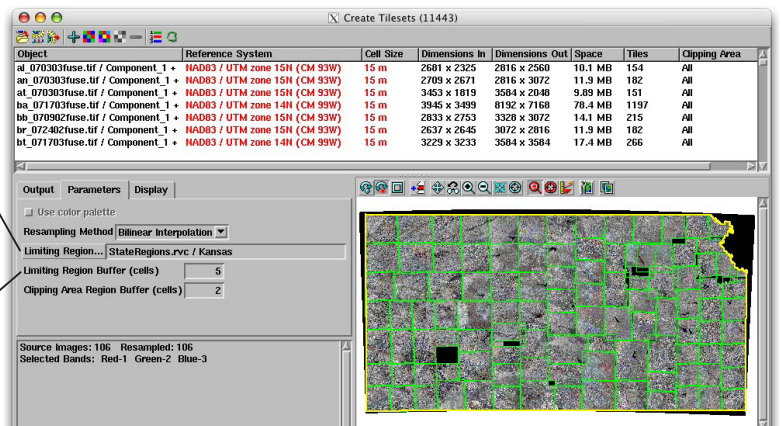 Create Tilesets (11443)
Object Reference System Cell Size Dimensions In Dimensions Out Space Tiles Clipping Area
al_070303fuse.tif / Component_1 + NAD83 / UTM zone 15N (CM 93W) 15 m 2681 x 2325 2816 x 2560 10.1 MB 154 All
an_070303fuse.tif / Component_1 + NAD83 / UTM zone 15N (CM 93W) 15 m 2709 x 2671 2816 x 3072 11.9 MB 182 All
at_070303fuse.tif / Component_1 + NAD83 / UTM zone 15N (CM 93W) 15 m 3453 x 1819 3584 x 2048 9.89 MB 151 All
ba_071703fuse.tif / Component_1 + NAD83 / UTM zone 14N (CM 99W) 15 m 3945 x 3499 8192 x 7168 78.4 MB 1197 All
bb_070902fuse.tif / Component_1 + NAD83 / UTM zone 15N (CM 93W) 15 m 2833 x 2753 3328 x 3072 14.1 MB 215 All
br_072402fuse.tif / Component_1 + NAD83 / UTM zone 15N (CM 93W) 15 m 2637 x 2645 3072 x 2816 11.9 MB 182 All
bt_071703fuse.tif / Component_1 + NAD83 / UTM zone 14N (CM 99W) 15 m 3229 x 3233 3584 x 3584 17.4 MB 266 All
Output Parameters Display
Use color palette
Resampling Method Bilinear Interpolation
Limiting Region... StateRegions.rvc / Kansas
Limiting Region Buffer (cells) 5
Clipping Area Region Buffer (cells) 2
Source Images: 106 Resampled: 106
Selected Bands: Red-1 Green-2 Blue-3